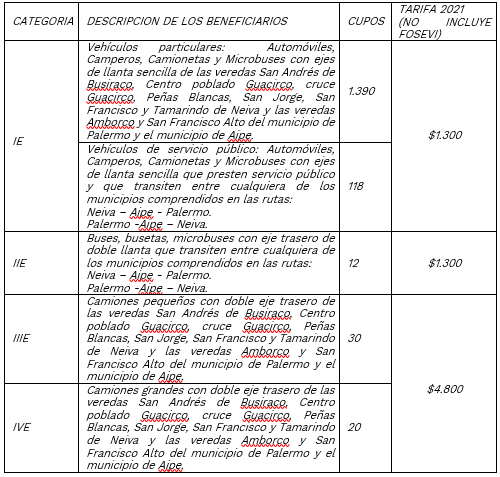 CATEGORIA
DESCRIPCION DE LOS BENEFICIARIOS
CUPOS
TARIFA 2021
(NO INCLUYE
FOSEVI)
IE
Vehículos particulares: Automóviles,
Camperos, Camionetas y Microbuses con ejes
de llanta sencilla de las veredas San Andrés de
Busiraco, Centro poblado Guacirco, cruce
Guacirco, Peñas Blancas, San Jorge, San
Francisco y Tamarindo de Neiva y las veredas
Amborco y San Francisco Alto del municipio de
Palermo y el municipio de Aipe.
1.390
$1.300
Vehículos de servicio público: Automóviles,
Camperos, Camionetas y Microbuses con ejes
de llanta sencilla que presten servicio público
y que transiten entre cualquiera de los
municipios comprendidos en las rutas:
Neiva – Aipe - Palermo.
Palermo –Aipe – Neiva.
118
IIE
Buses, busetas, microbuses con eje trasero de
doble llanta que transiten entre cualquiera de
los municipios comprendidos en las rutas:
Neiva – Aipe - Palermo.
Palermo –Aipe – Neiva.
12
$1.300
IIIE
Camiones pequeños con doble eje trasero de
las veredas San Andrés de Busiraco, Centro
poblado Guacirco, cruce Guacirco, Peñas
Blancas, San Jorge, San Francisco y Tamarindo
de Neiva y las veredas Amborco y San
Francisco Alto del municipio de Palermo y el
municipio de Aipe.
30
$4.800
IVE
Camiones grandes con doble eje trasero de las
veredas San Andrés de Busiraco, Centro
poblado Guacirco, cruce Guacirco, Peñas
Blancas, San Jorge, San Francisco y Tamarindo
de Neiva y las veredas Amborco y San
Francisco Alto del municipio de Palermo y el
municipio de Aipe.
20